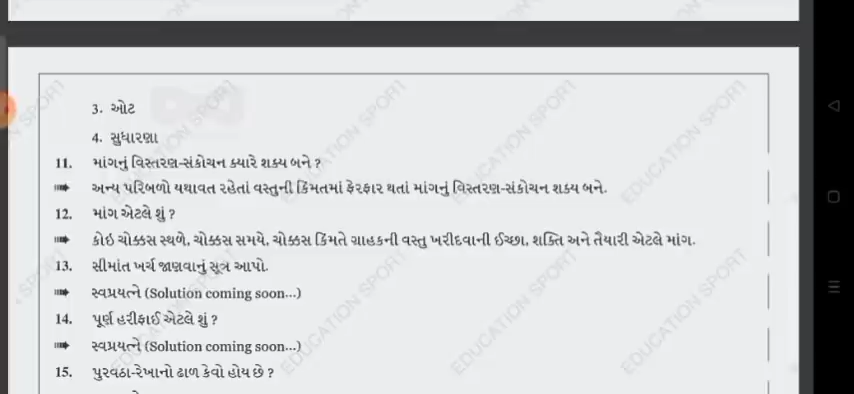 3. ઓટ
4. સુધારણા
11. માંગનું વિસ્તરણ-સંકોચન ક્યારે શક્ય બને ?
➠ અન્ય પરિબળો યથાવત રહેતાં વસ્તુની કિંમતમાં ફેરફાર થતાં માંગનું વિસ્તરણ-સંકોચન શક્ય બને.
12. માંગ એટલે શું ?
➠ કોઇ ચોક્કસ સ્થળે, ચોક્કસ સમયે, ચોક્કસ કિંમતે ગ્રાહકની વસ્તુ ખરીદવાની ઈચ્છા, શક્તિ અને તૈયારી એટલે માંગ.
13. સીમાંત ખર્ચ જાણવાનું સૂત્ર આપો.
➠ સ્વપ્રયત્ને (Solution coming soon...)
14. પૂર્ણ હરીફાઈ એટલે શું ?
➠ સ્વપ્રયત્ને (Solution coming soon...)
15. પુરવઠા-રેખાનો ઢાળ કેવો હોય છે ?
EDUCATION SPORT